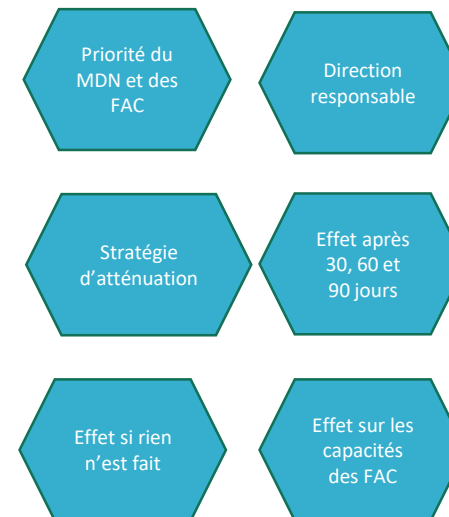 Priorité du
MDN et des
FAC
Direction
responsable
Stratégie
d’atténuation
Effet après
30, 60 et
90 jours
Effet si rien
n’est fait
Effet sur les
capacités
des FAC